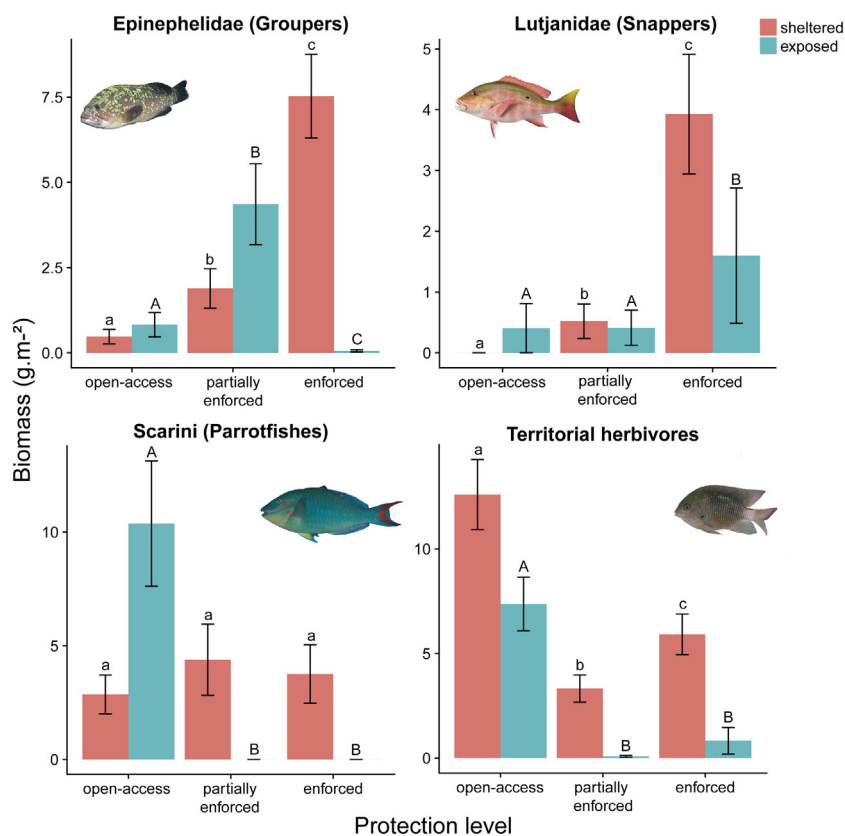 Epinephelidae (Groupers)
Lutjanidae (Snappers)
sheltered
exposed
Biomass (g.m-²)
7.5
5.0
2.5
0.0
a
A
b
B
c
C
open-access
partially
enforced
enforced
5
4
3
2
1
0
a
A
b
A
c
B
open-access
partially
enforced
enforced
Scarini (Parrotfishes)
10
5
0
a
A
a
B
a
B
open-access
partially
enforced
enforced
Territorial herbivores
10
5
0
a
A
b
B
c
B
open-access
partially
enforced
enforced
Protection level